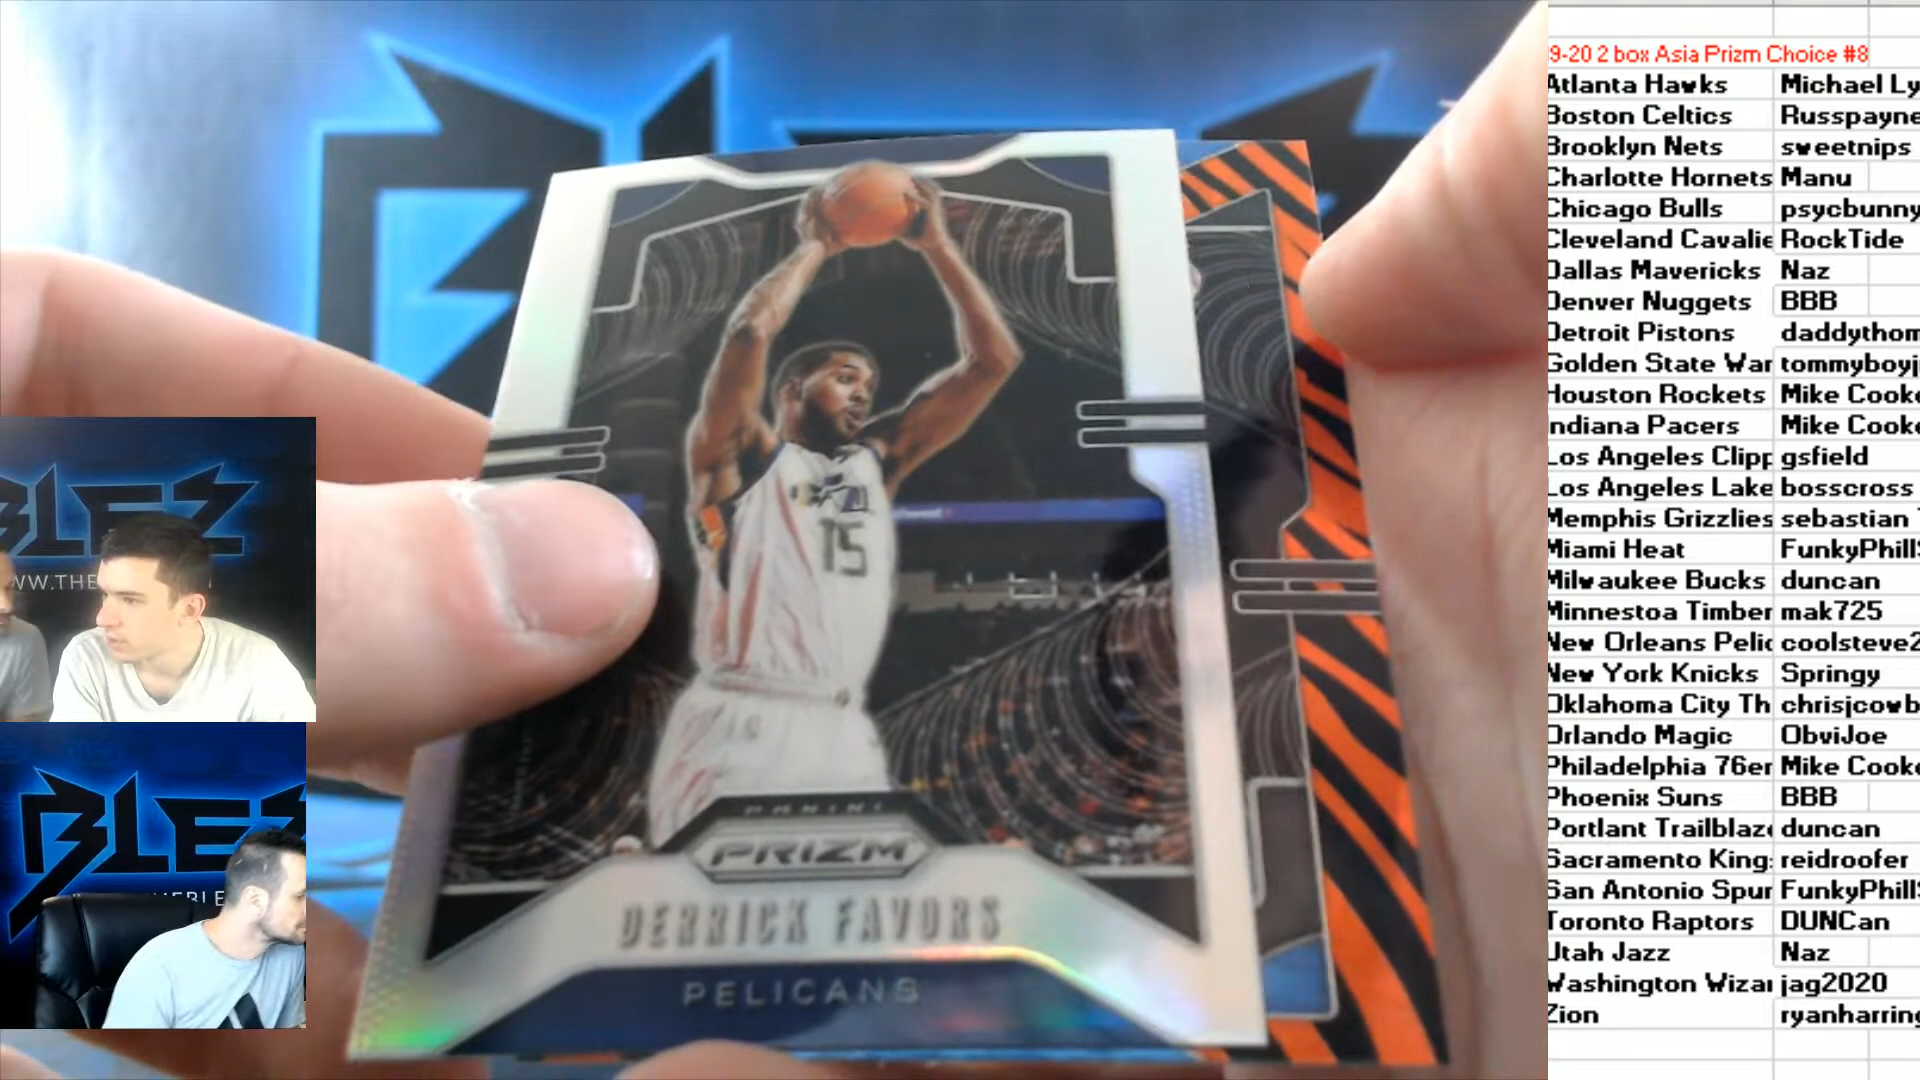 9-20 2 box Asia Prizm Choice #8
Atlanta Hawks Michael Ly
Boston Celtics Russpayne
Brooklyn Nets sweetnips
Charlotte Hornets Manu
Chicago Bulls psycbunny
Cleveland Cavalie RockTide
Dallas Mavericks Naz
Denver Nuggets BBB
Detroit Pistons daddythom
Golden State War tommyboyj
Houston Rockets Mike Cooke
Indiana Pacers Mike Cooke
Los Angeles Clipp gsfield
Los Angeles Lake bosscross
Memphis Grizzlies sebastian
Miami Heat FunkyPhillS
Milwaukee Bucks duncan
Minnestoa Timber mak725
New Orleans Pelic coolsteve2
New York Knicks Springy
Oklahoma City Th chrisjcowb
Orlando Magic ObviJoe
Philadelphia 76er Mike Cooke
Phoenix Suns BBB
Portlant Trailblaze duncan
Sacramento King: reidroofer
San Antonio Spur FunkyPhillS
Toronto Raptors DUNCan
Utah Jazz Naz
Washington Wizar jag2020
Zion ryanharring
15
PANINI
PRIZM
DERRICK FAVORS
PELICANS
BLEZ
WW.THE
BLEZ